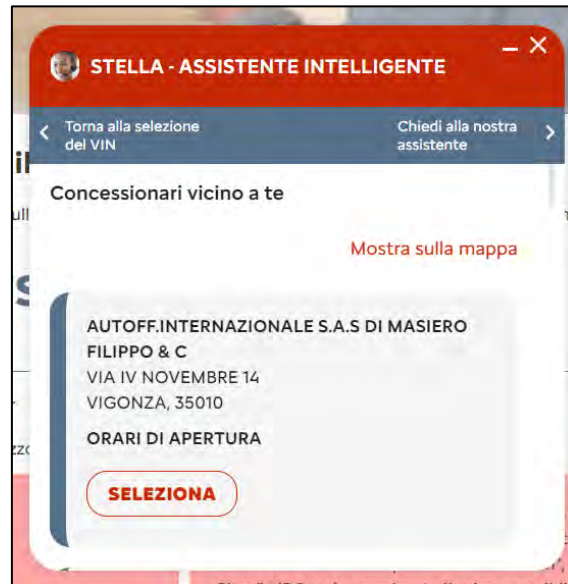 STELLA - ASSISTENTE INTELLIGENTE
Torna alla selezione
del VIN
Chiedi alla nostra
assistente
Concessionari vicino a te
Mostra sulla mappa
AUTOFF.INTERNAZIONALE S.A.S DI MASIERO
FILIPPO & C
VIA IV NOVEMBRE 14
VIGONZA, 35010
ORARI DI APERTURA
SELEZIONA